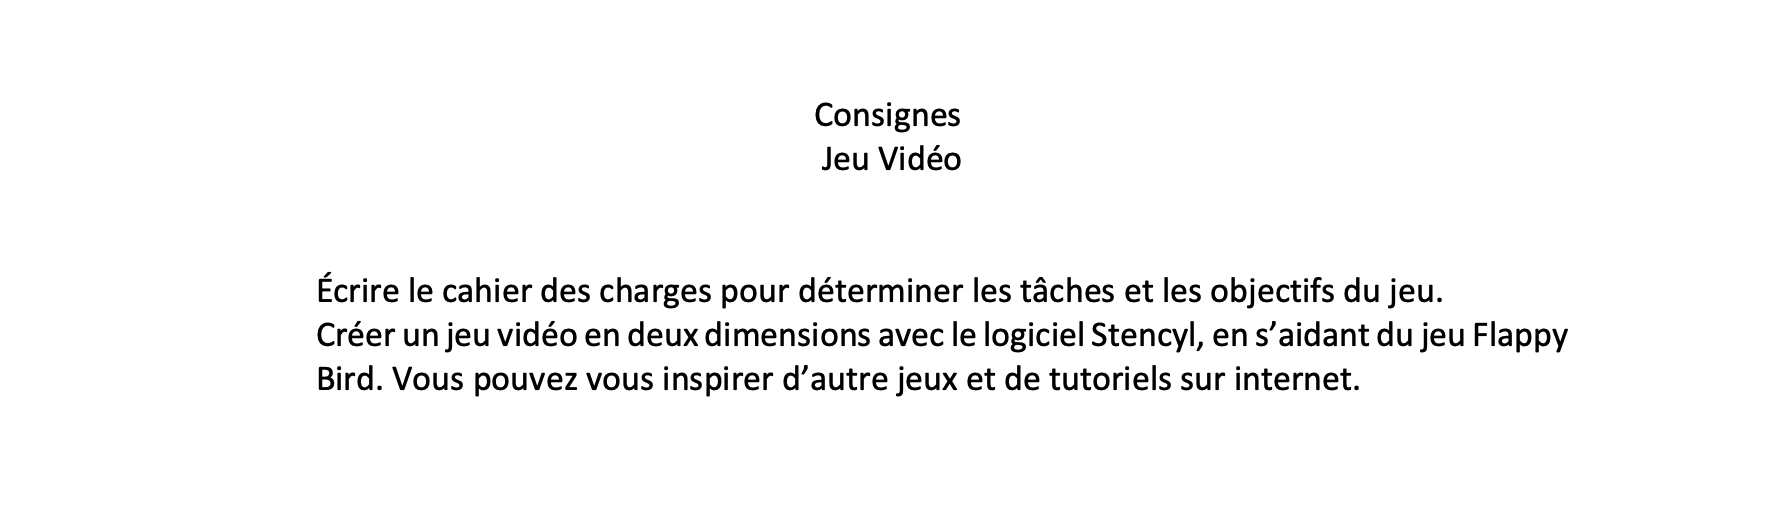 Consignes
Jeu Vidéo
Écrire le cahier des charges pour déterminer les tâches et les objectifs du jeu.
Créer un jeu vidéo en deux dimensions avec le logiciel Stencyl, en s’aidant du jeu Flappy
Bird. Vous pouvez vous inspirer d’autre jeux et de tutoriels sur internet.